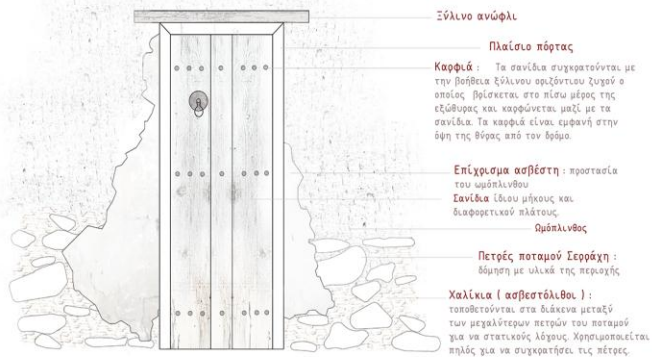 Ξύλινο ανώφλι
Πλαίσιο πόρτας
Καρφιά : Τα σανίδια συγκρατούνται με
την βοήθεια ξύλινου οριζόντιου ζυγού ο
οποίος βρίσκεται στο πίσω μέρος της
εξώθυρας και καρφώνεται μαζί με τα
σανίδια. Τα καρφιά είναι εμφανή στην
όψη της θύρας από τον δρόμο.
Επίχρισμα ασβέστη : προστασία
του ωμόπλινθου
Σανίδια ίδιου μήκους και
διαφορετικού πλάτους.
Ωμόπλινθος
Πετρές ποταμού Σερράχη :
δόμηση με υλικά της περιοχής
Χαλίκια ( ασβεστόλιθοι ) :
τοποθετούνται στα διάκενα μεταξύ
των μεγαλύτερων πετρών του ποταμού
για να στατικούς λόγους. Χρησιμοποιείται
πηλός για να συγκρατήσει τις πέτρες.